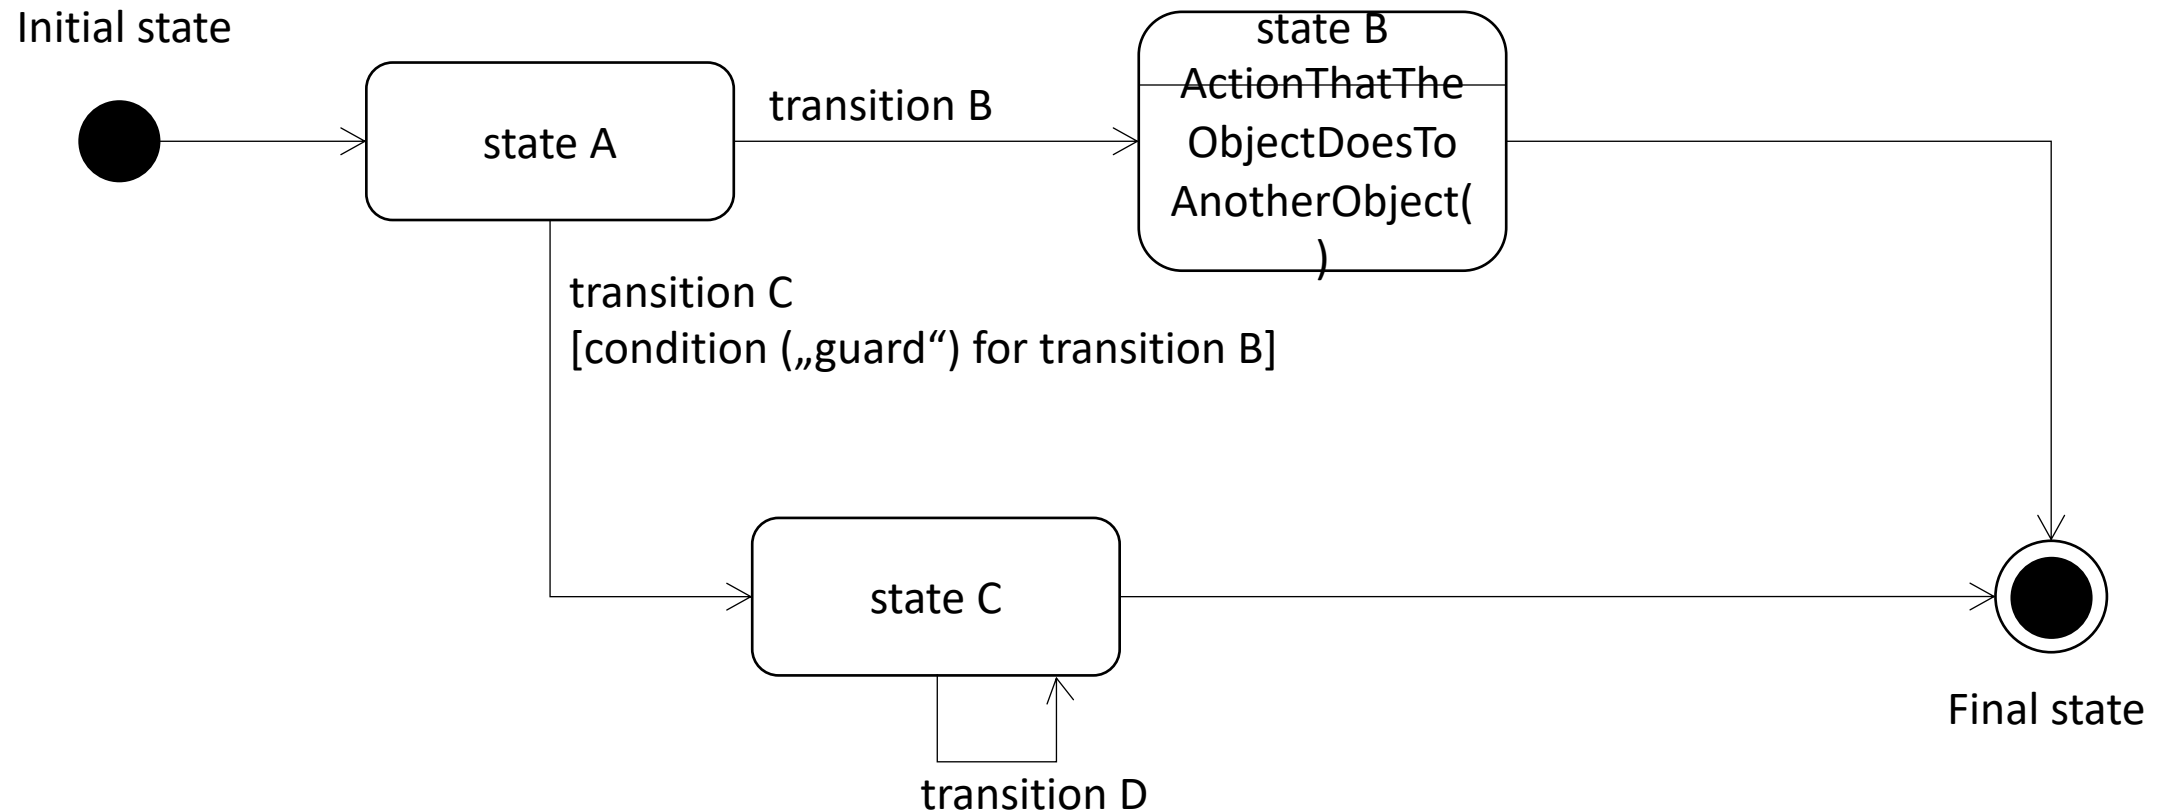 Initial state
state A
transition B
state B
ActionThatThe
ObjectDoesTo
AnotherObject(
)
transition C
[condition („guard“) for transition B]
state C
transition D
Final state